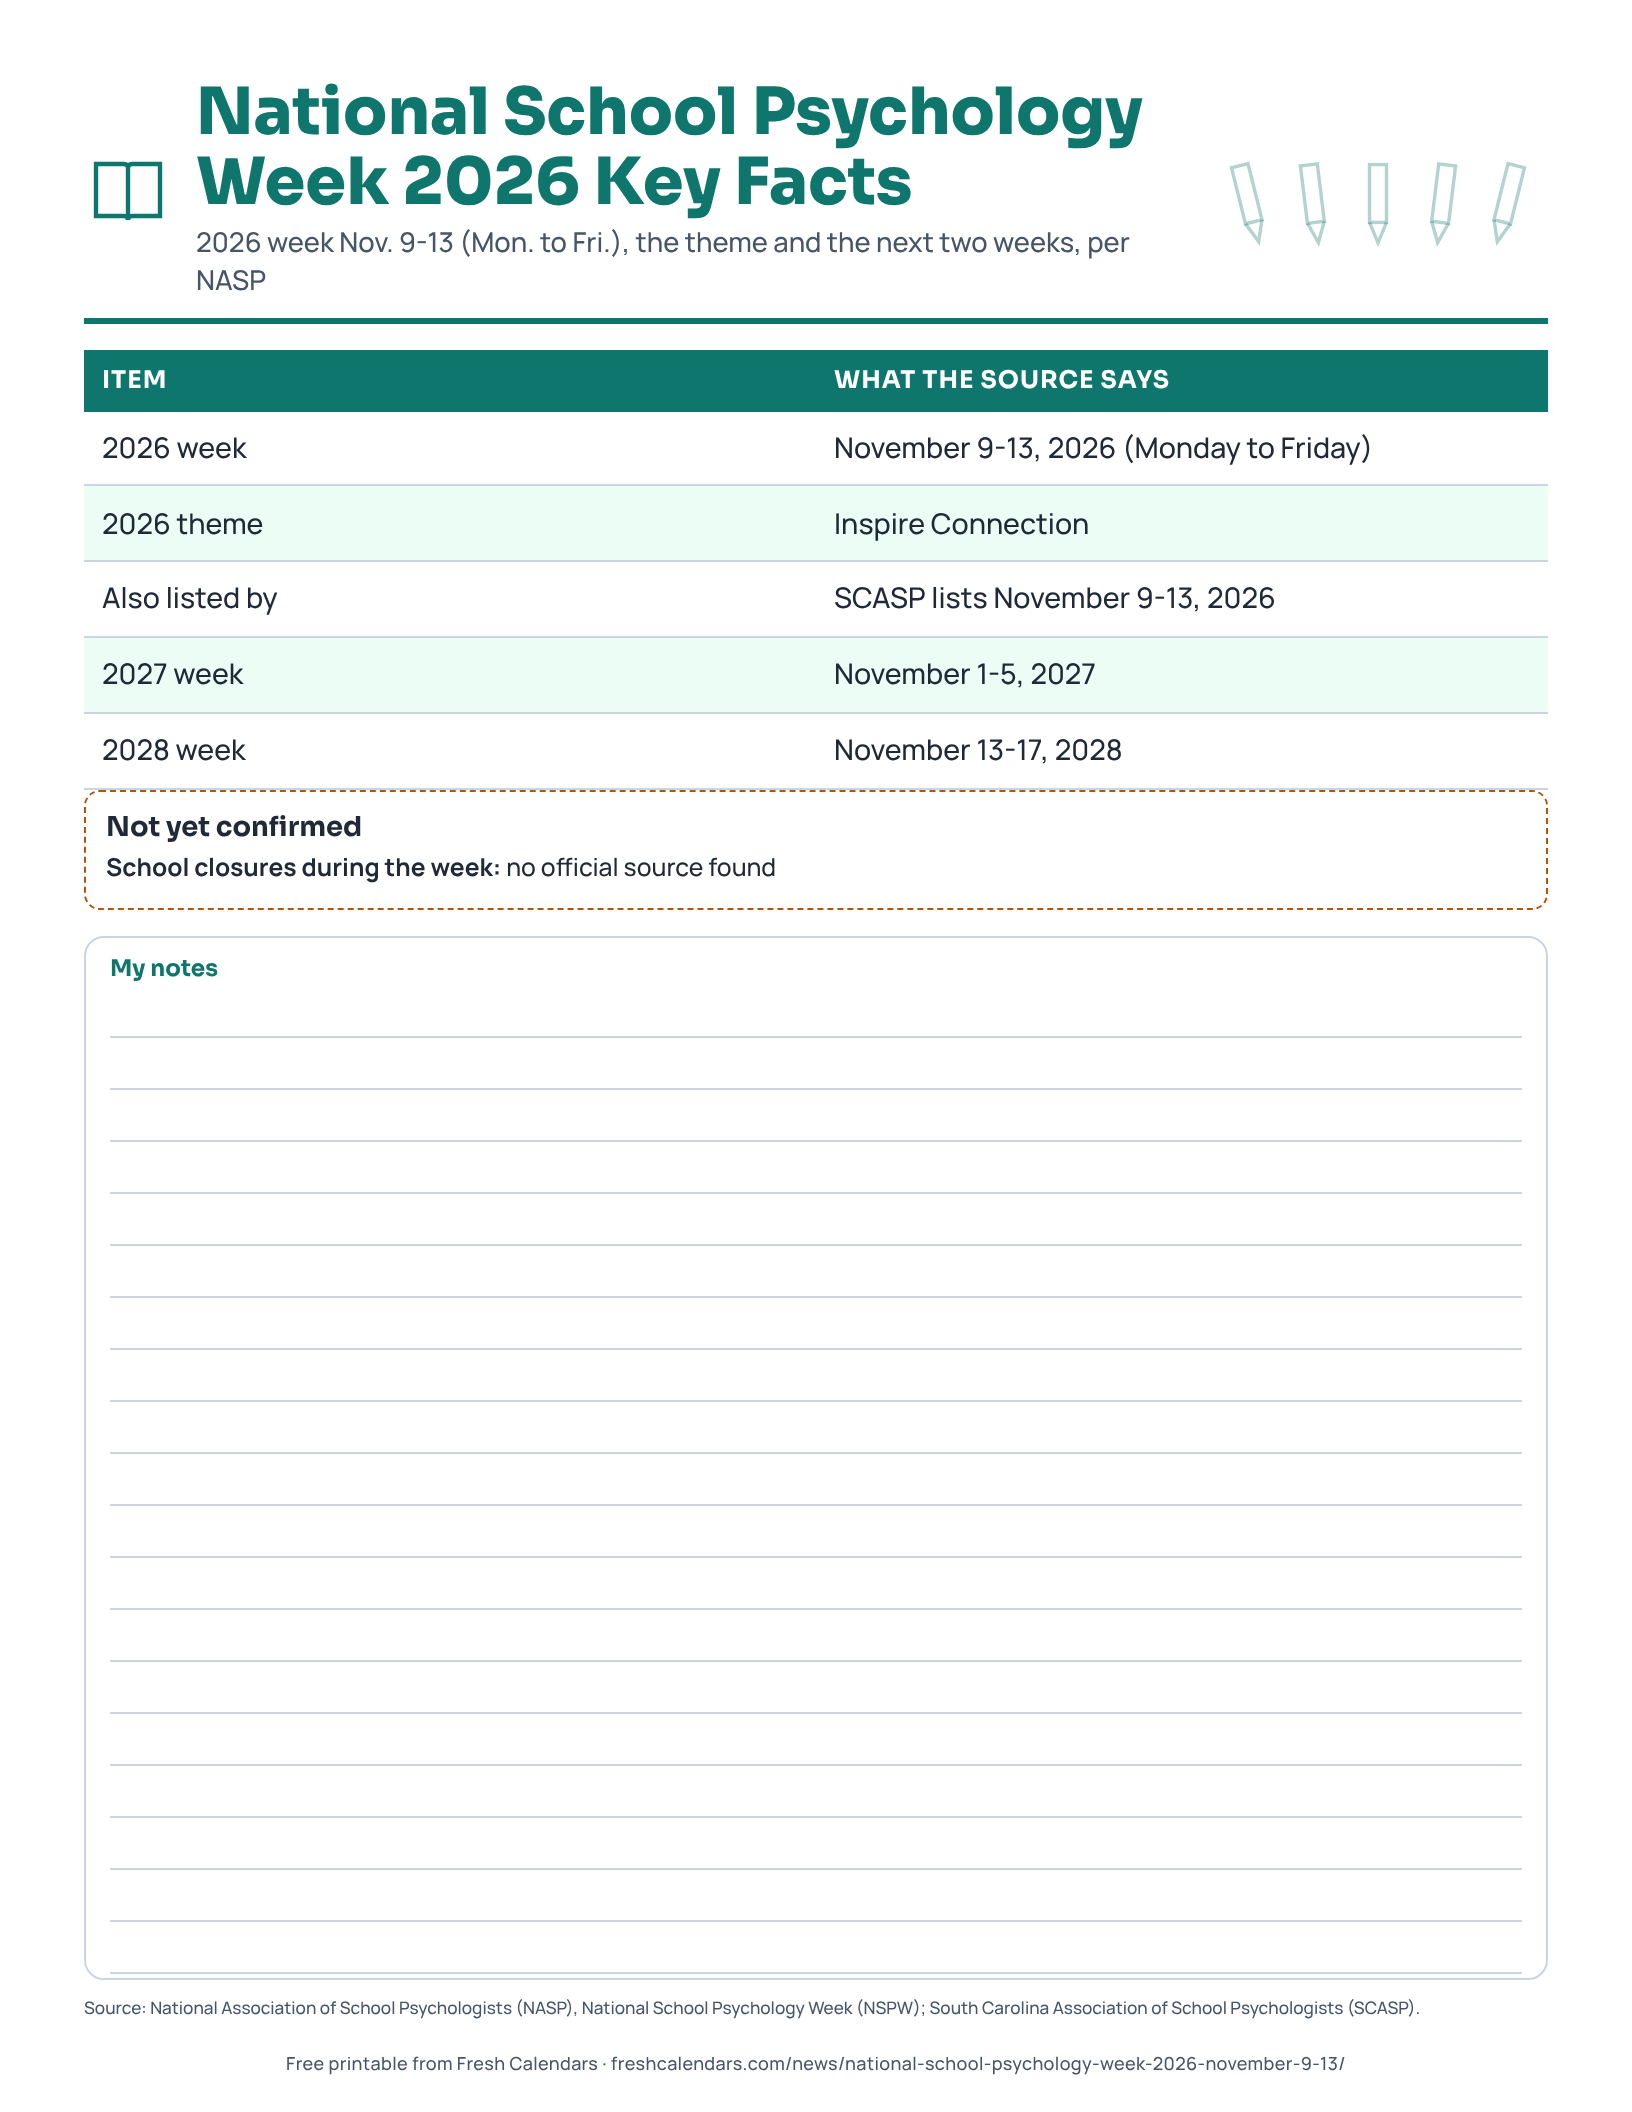 National School Psychology
Week 2026 Key Facts
2026 week Nov. 9-13 (Mon. to Fri.), the theme and the next two weeks, per
NASP
ITEM WHAT THE SOURCE SAYS
2026 week November 9-13, 2026 (Monday to Friday)
2026 theme Inspire Connection
Also listed by SCASP lists November 9-13, 2026
2027 week November 1-5, 2027
2028 week November 13-17, 2028
Not yet confirmed
School closures during the week: no official source found
My notes
Source: National Association of School Psychologists (NASP), National School Psychology Week (NSPW); South Carolina Association of School Psychologists (SCASP).
Free printable from Fresh Calendars · freshcalendars.com/news/national-school-psychology-week-2026-november-9-13/